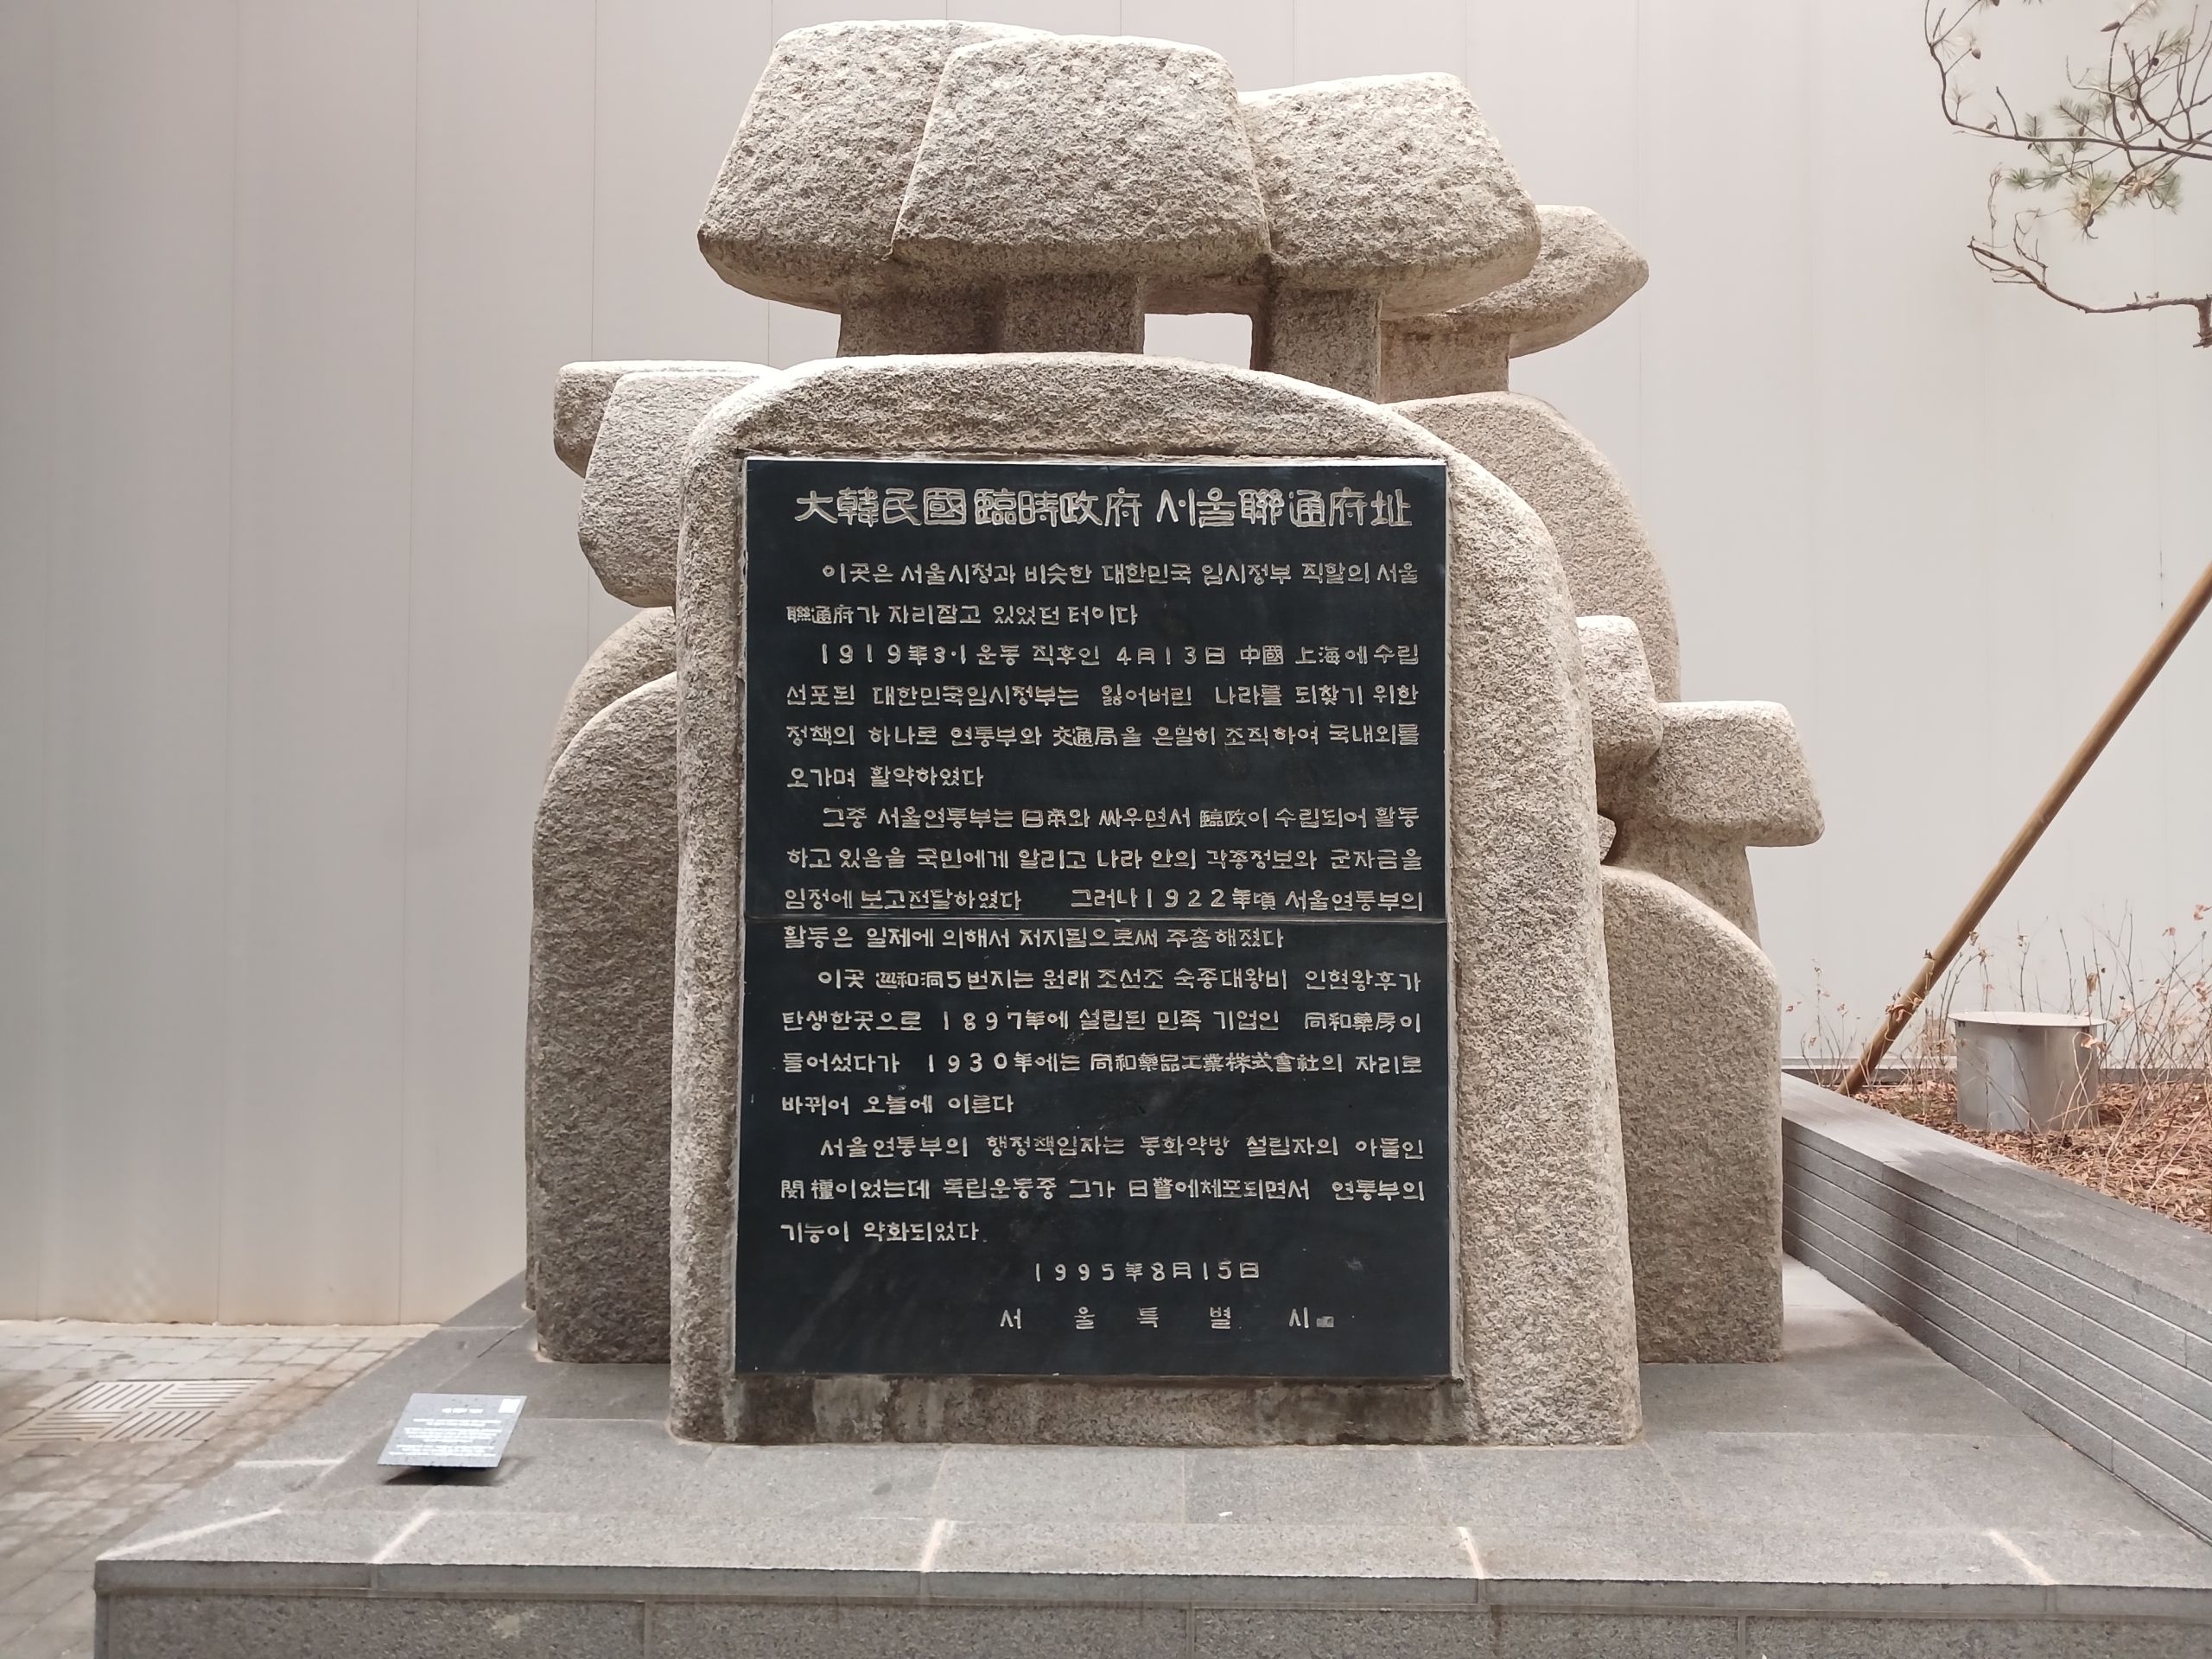 大韓民國 臨時政府 서울聯通府址
이곳은 서울시청과 비슷한 대한민국 임시정부 직할의 서울
聯通府가 자리잡고 있었던 터이다
1919年3·1운동 직후인 4月13日 中國 上海에 수립
선포된 대한민국임시정부는 잃어버린 나라를 되찾기 위한
정책의 하나로 연통부와 交通局을 은밀히 조직하여 국내외를
오가며 활약하였다
그중 서울연통부는 日本와 싸우면서 臨政이 수립되어 활동
하고 있음을 국민에게 알리고 나라 안의 각종정보와 군자금을
임정에 보고전달하였다 그러나 1922年頃 서울연통부의
활동은 일제에 의해서 저지됨으로써 주춤해졌다
이곳 巡和洞5번지는 원래 조선조 숙종대왕비 인현왕후가
탄생한곳으로 1897年에 설립된 민족 기업인 同和藥房이
들어섰다가 1930年에는 同和藥品工業株式會社의 자리로
바뀌어 오늘에 이른다
서울연통부의 행정책임자는 동화약방 설립자의 아들인
閔橿이었는데 독립운동중 그가 日警에체포되면서 연통부의
기능이 약화되었다
1995年8月15日
서 울 특 별 시